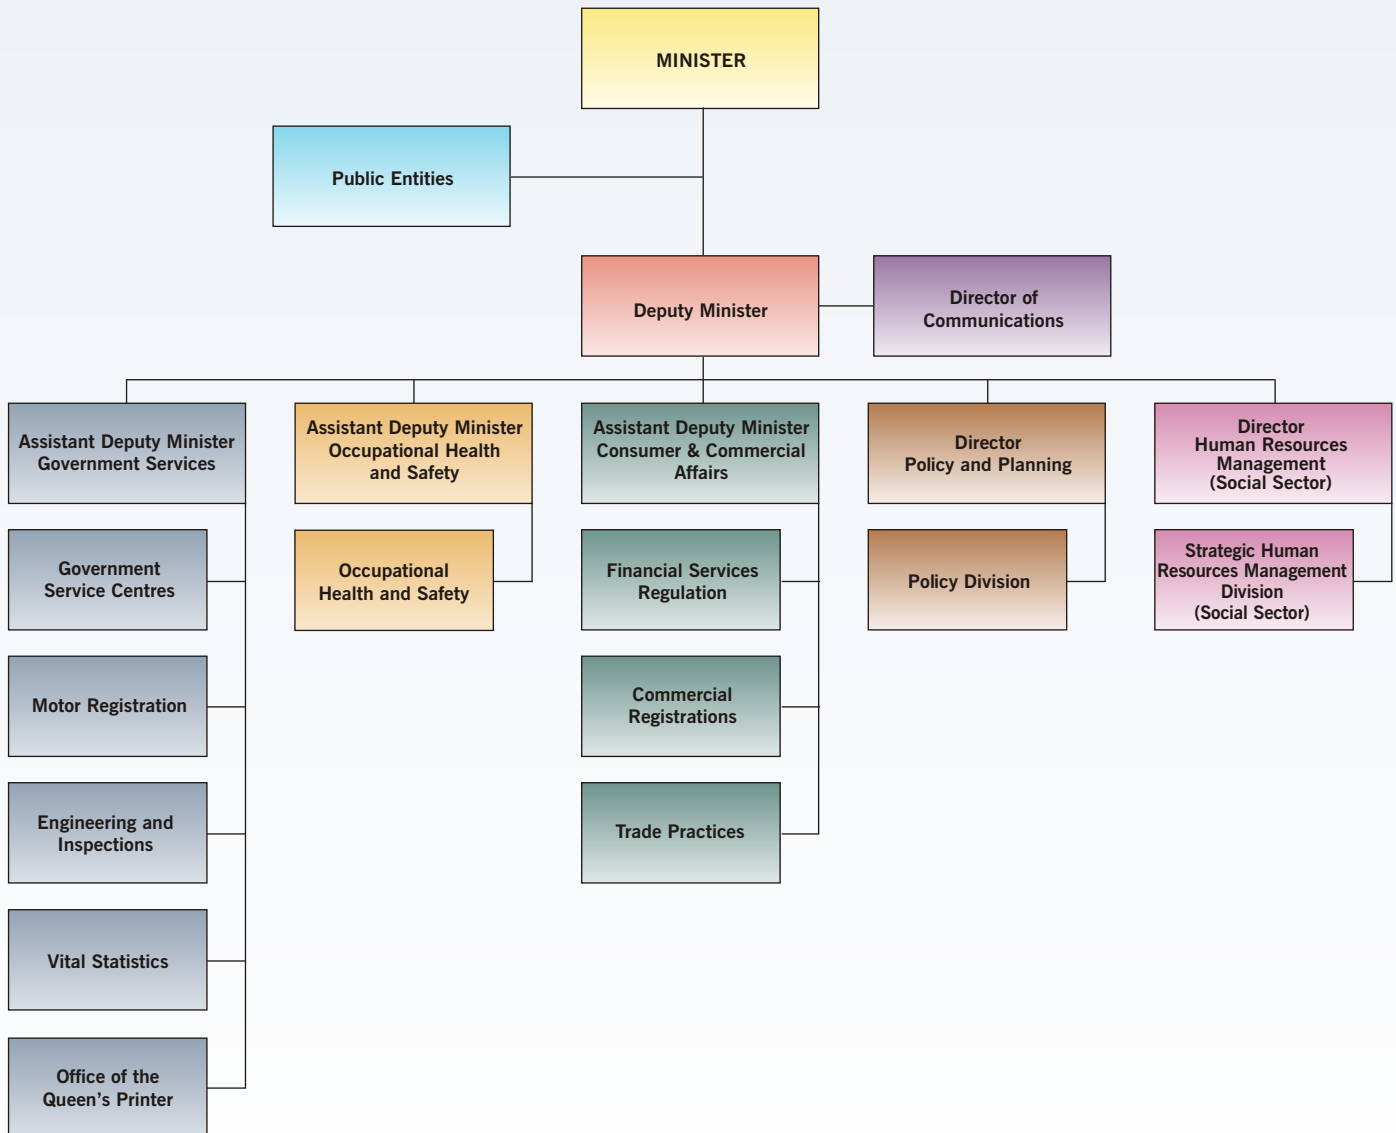 MINISTER
Public Entities
Deputy Minister
Director of
Communications
Assistant Deputy Minister
Government Services
Assistant Deputy Minister
Occupational Health
and Safety
Assistant Deputy Minister
Consumer & Commercial
Affairs
Director
Policy and Planning
Director
Human Resources
Management
(Social Sector)
Government
Service Centres
Occupational
Health and Safety
Financial Services
Regulation
Policy Division
Strategic Human
Resources Management
Division
(Social Sector)
Motor Registration
Commercial
Registrations
Engineering and
Inspections
Trade Practices
Vital Statistics
Office of the
Queen's Printer